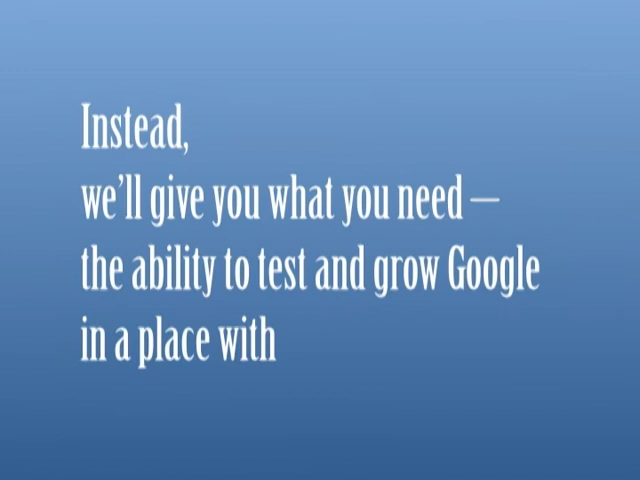 Instead,
we’ll give you what you need —
the ability to test and grow Google
in a place with